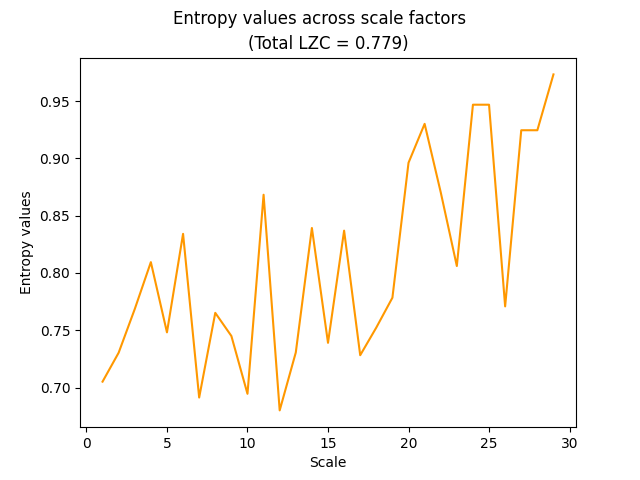 Entropy values across scale factors
(Total LZC = 0.779)
0.95
0.90
0.85
0.80
0.75
0.70
Entropy values
0 5 10 15 20 25 30
Scale